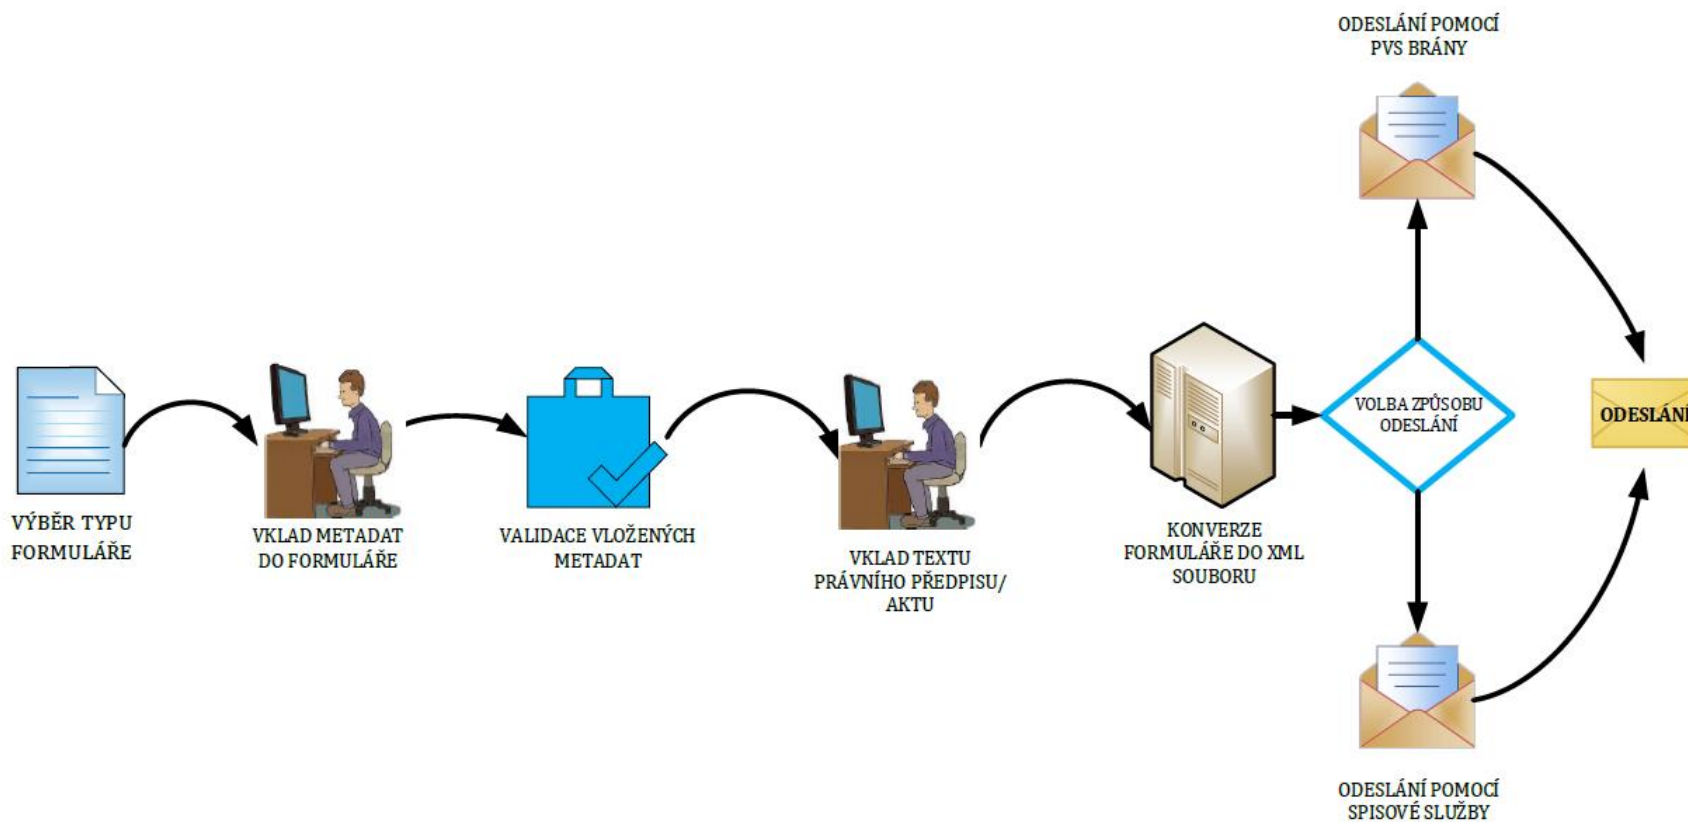 VÝBĚR TYPU
FORMULÁŘE
VKLAD METADAT
DO FORMULÁŘE
VALIDACE VLOŽENÝCH
METADAT
VKLAD TEXTU
PRÁVNÍHO PŘEDPISU/
AKTU
KONVERZE
FORMULÁŘE DO XML
SOUBORU
VOLBA ZPŮSOBU
ODESLÁNÍ
ODESLÁNÍ POMOCÍ
PVS BRÁNY
ODESLÁNÍ POMOCÍ
SPISOVÉ SLUŽBY
ODESLÁNÍ